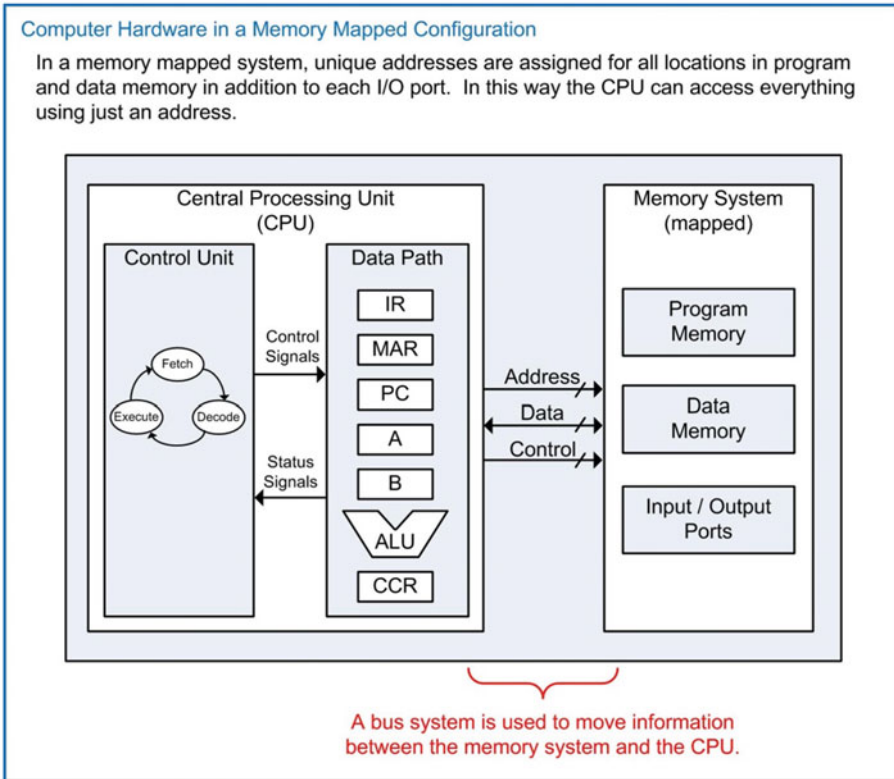 Computer Hardware in a Memory Mapped Configuration
In a memory mapped system, unique addresses are assigned for all locations in program
and data memory in addition to each I/O port.  In this way the CPU can access everything
using just an address.
Central Processing Unit
(CPU)
Control Unit
Fetch
Execute
Decode
Control
Signals
Status
Signals
Data Path
IR
MAR
PC
A
B
ALU
CCR
Address
Data
Control
Memory System
(mapped)
Program
Memory
Data
Memory
Input / Output
Ports
A bus system is used to move information
between the memory system and the CPU.